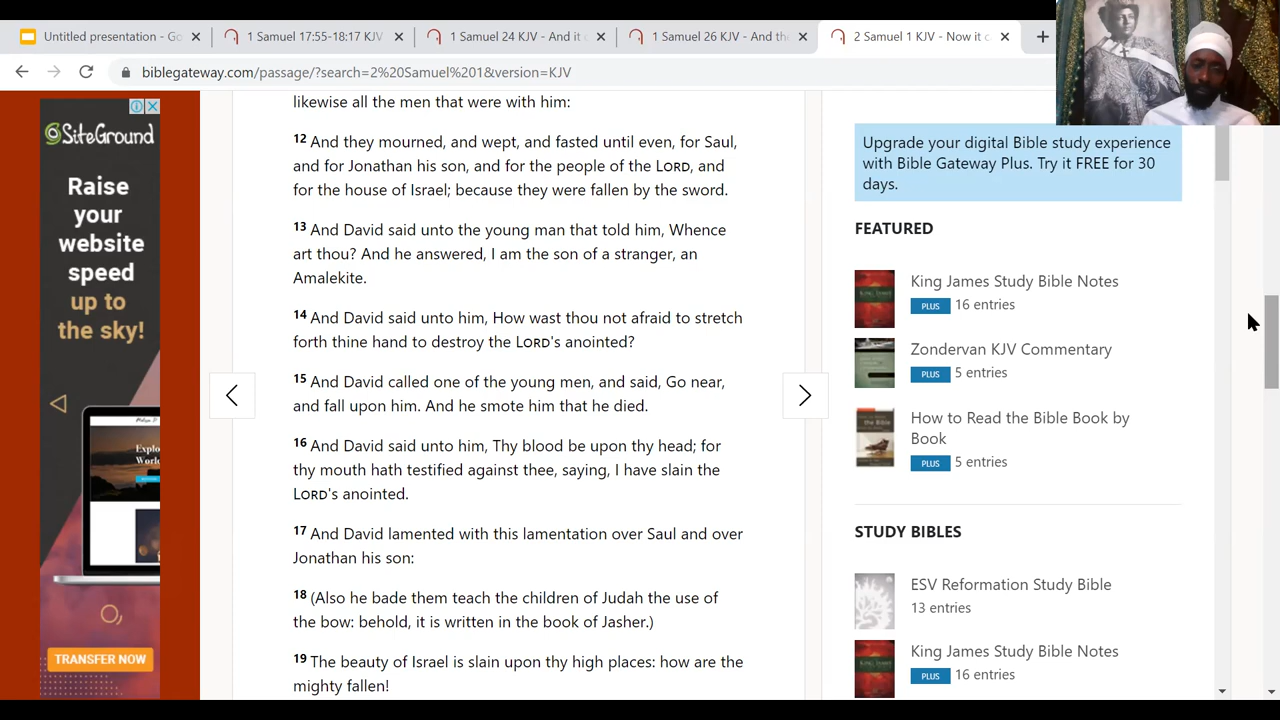 Untitled presentation - Go
1 Samuel 17:55-18:17 KJV
1 Samuel 24 KJV - And it c
1 Samuel 26 KJV - And the
2 Samuel 1 KJV - Now it c
biblegateway.com/passage/?search=2%20Samuel%201&version=KJV
SiteGround
Raise
your
website
speed
up to
the sky!
TRANSFER NOW
likewise all the men that were with him:
12 And they mourned, and wept, and fasted until even, for Saul,
and for Jonathan his son, and for the people of the LORD, and
for the house of Israel; because they were fallen by the sword.
13 And David said unto the young man that told him, Whence
art thou? And he answered, I am the son of a stranger, an
Amalekite.
14 And David said unto him, How wast thou not afraid to stretch
forth thine hand to destroy the LORD's anointed?
15 And David called one of the young men, and said, Go near,
and fall upon him. And he smote him that he died.
16 And David said unto him, Thy blood be upon thy head; for
thy mouth hath testified against thee, saying, I have slain the
LORD's anointed.
17 And David lamented with this lamentation over Saul and over
Jonathan his son:
18 (Also he bade them teach the children of Judah the use of
the bow: behold, it is written in the book of Jasher.)
19 The beauty of Israel is slain upon thy high places: how are the
mighty fallen!
Upgrade your digital Bible study experience
with Bible Gateway Plus. Try it FREE for 30
days.
FEATURED
King James Study Bible Notes
PLUS 16 entries
Zondervan KJV Commentary
PLUS 5 entries
How to Read the Bible Book by
Book
PLUS 5 entries
STUDY BIBLES
ESV Reformation Study Bible
13 entries
King James Study Bible Notes
PLUS 16 entries